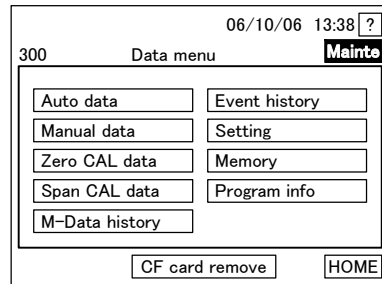 06/10/06 13:38 ?
300 Data menu Mainte
Auto data Event history
Manual data Setting
Zero CAL data Memory
Span CAL data Program info
M-Data history
CF card remove HOME